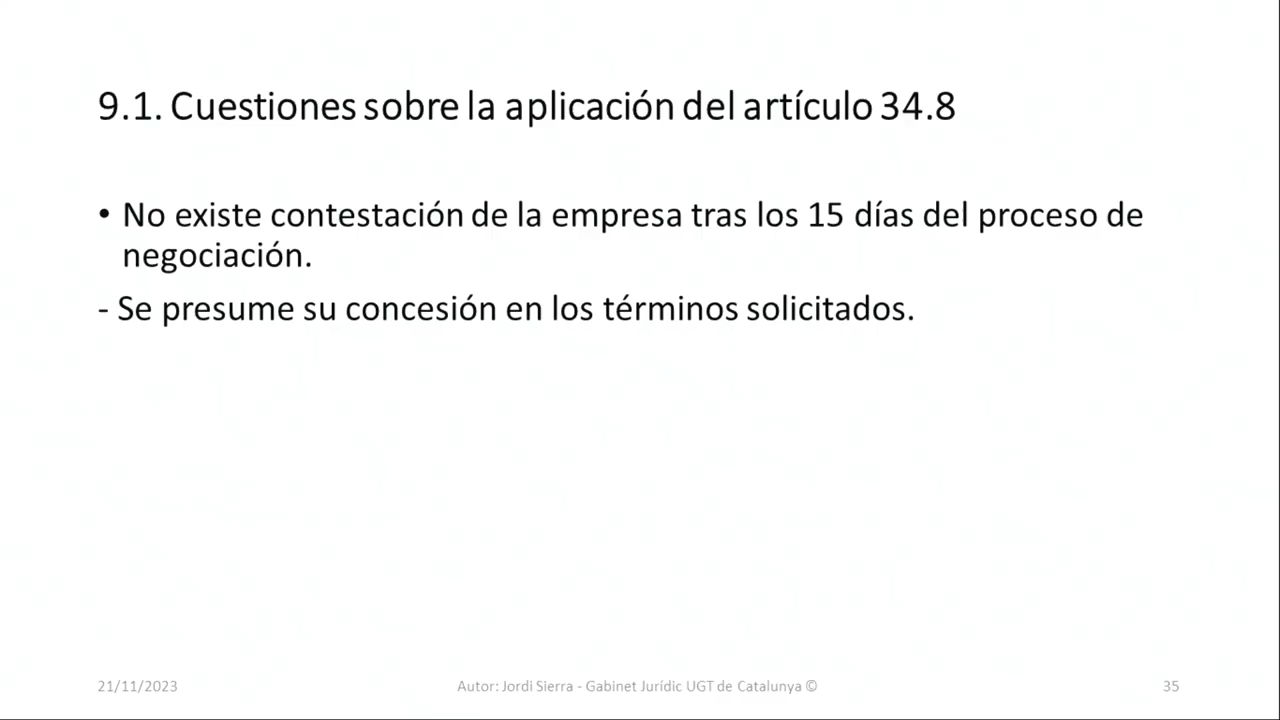 9.1. Cuestiones sobre la aplicación del artículo 34.8
• No existe contestación de la empresa tras los 15 días del proceso de
negociación.
- Se presume su concesión en los términos solicitados.
21/11/2023
Autor: Jordi Sierra - Gabinet Jurídic UGT de Catalunya ©
35